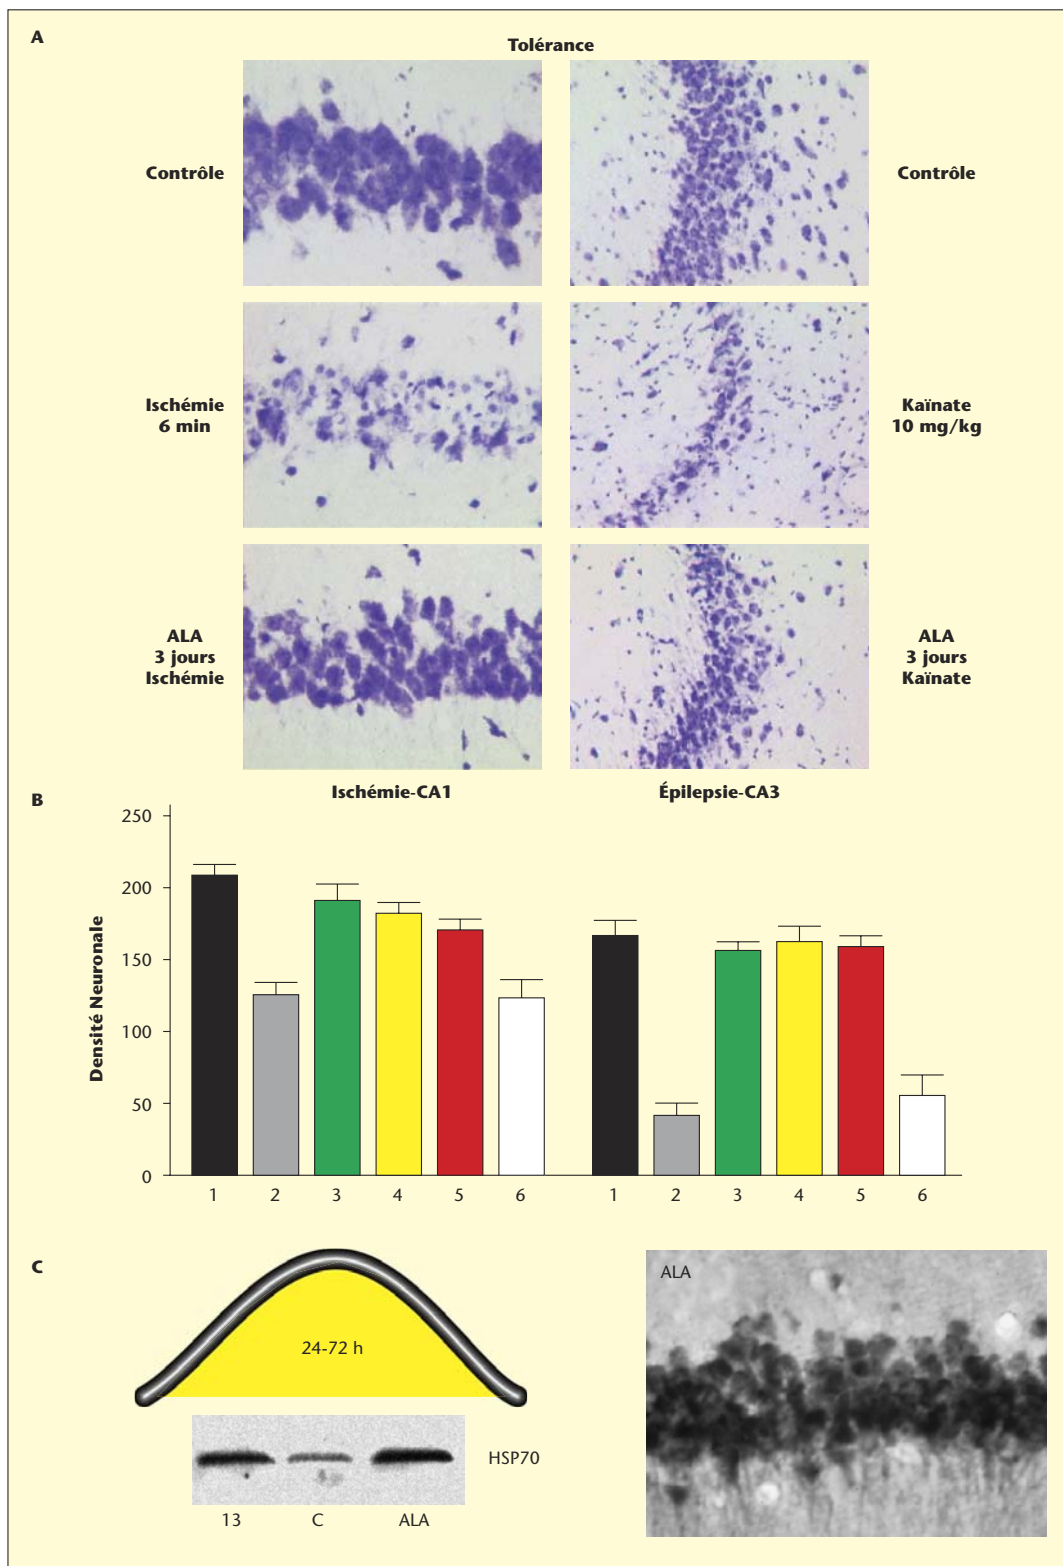 A
Tolérance
Contrôle
Contrôle
Ischémie
6 min
Kaïnate
10 mg/kg
ALA
3 jours
Ischémie
ALA
3 jours
Kaïnate
B
Ischémie-CA1
Épilepsie-CA3
Densité Neuronale
250
200
150
100
50
0
1 2 3 4 5 6
1 2 3 4 5 6
C
24-72 h
HSP70
13 C ALA
ALA